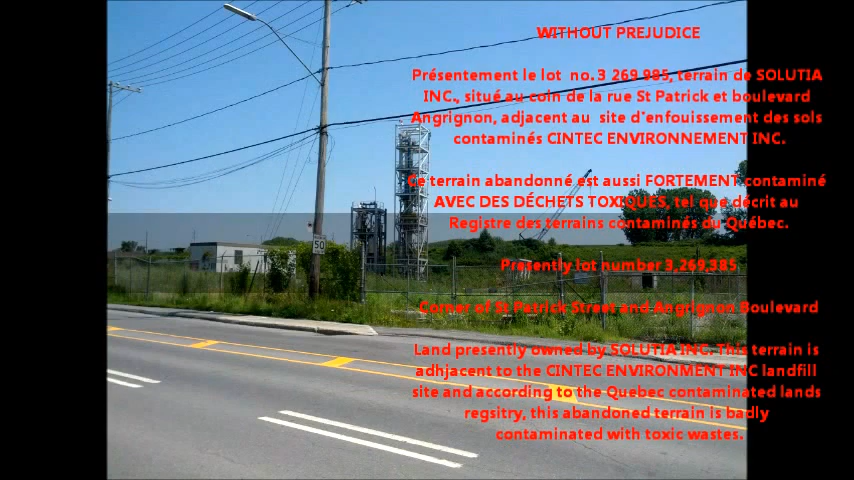 WITHOUT PREJUDICE
Présentement le lot no.3 269 985, terrain de SOLUTIA
INC., situé au coin de la rue St Patrick et boulevard
Angrignon, adjacent au site d'enfouissement des sols
contaminés CINTEC ENVIRONNEMENT INC.
Ce terrain abandonné est aussi FORTEMENT contaminé
AVEC DES DÉCHETS TOXIQUES, tel que décrit au
Registre des terrains contaminés du Québec.
Presently lot number 3,269,385
Corner of St Patrick Street and Angrignon Boulevard
Land presently owned by SOLUTIA INC. This terrain is
adhjacent to the CINTEC ENVIRONMENT INC landfill
site and according to the Quebec contaminated lands
regsitry, this abandoned terrain is badly
contaminated with toxic wastes.
50